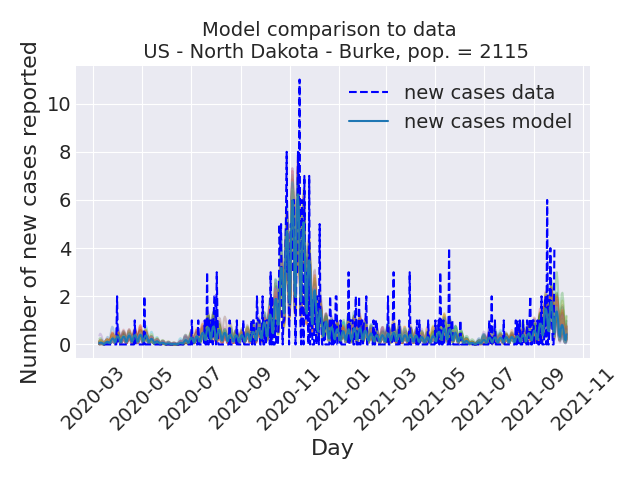 Model comparison to data
US - North Dakota - Burke, pop. = 2115
Number of new cases reported
10
8
6
4
2
0
new cases data
new cases model
2020-03
2020-05
2020-07
2020-09
2020-11
2021-01
2021-03
2021-05
2021-07
2021-09
2021-11
Day